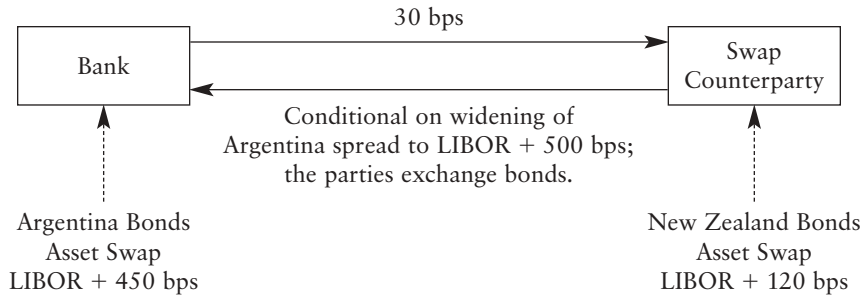 30 bps
Bank
Swap
Counterparty
Conditional on widening of
Argentina spread to LIBOR + 500 bps;
the parties exchange bonds.
Argentina Bonds
Asset Swap
LIBOR + 450 bps
New Zealand Bonds
Asset Swap
LIBOR + 120 bps